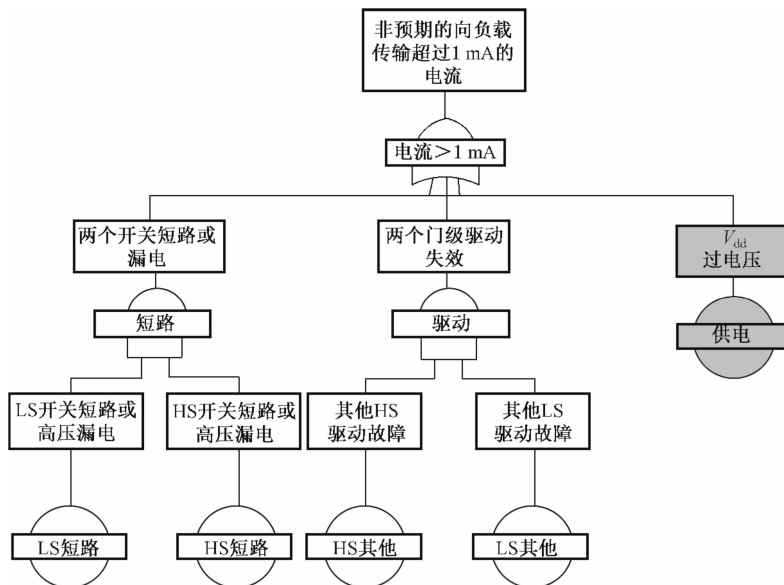 非预期的向负载
传输超过1 mA的
电流
电流>1 mA
两个开关短路或
漏电
两个门级驱动
失效
Vdd
过电压
短路
驱动
供电
LS开关短路或
高压漏电
HS开关短路或
高压漏电
其他HS
驱动故障
其他LS
驱动故障
LS短路
HS短路
HS其他
LS其他